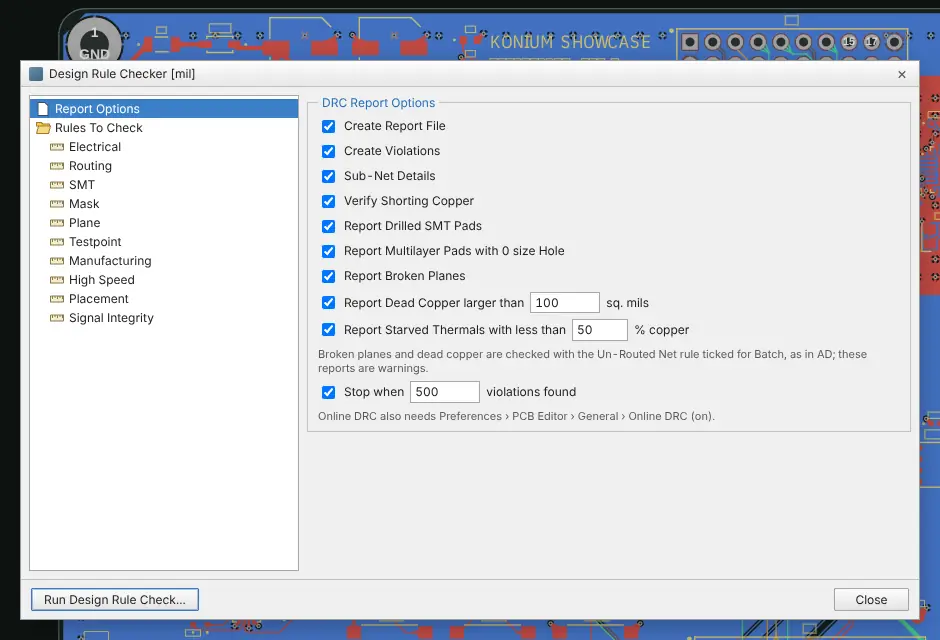 1
GND
KONIUM SHOWCASE
15 17
Design Rule Checker [mil]
Report Options
Rules To Check
Electrical
Routing
SMT
Mask
Plane
Testpoint
Manufacturing
High Speed
Placement
Signal Integrity
DRC Report Options
Create Report File
Create Violations
Sub-Net Details
Verify Shorting Copper
Report Drilled SMT Pads
Report Multilayer Pads with 0 size Hole
Report Broken Planes
Report Dead Copper larger than 100 sq. mils
Report Starved Thermals with less than 50 % copper
Broken planes and dead copper are checked with the Un-Routed Net rule ticked for Batch, as in AD; these
reports are warnings.
Stop when 500 violations found
Online DRC also needs Preferences › PCB Editor › General › Online DRC (on).
Run Design Rule Check...
Close